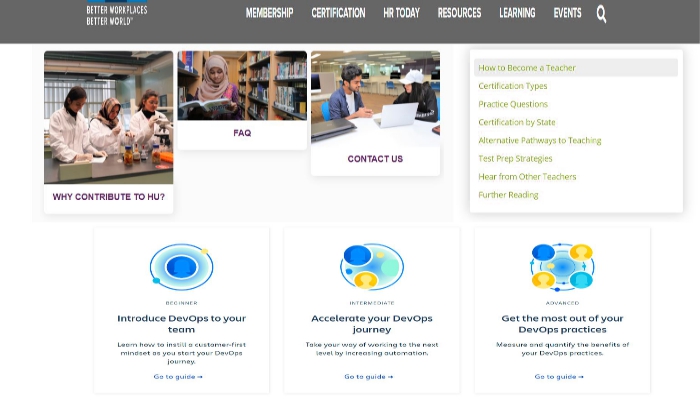 BETTER WORKPLACES
BETTER WORLD™
MEMBERSHIP CERTIFICATION HR TODAY RESOURCES LEARNING EVENTS
WHY CONTRIBUTE TO HU?
FAQ
CONTACT US
How to Become a Teacher
Certification Types
Practice Questions
Certification by State
Alternative Pathways to Teaching
Test Prep Strategies
Hear from Other Teachers
Further Reading
BEGINNER
Introduce DevOps to your
team
Learn how to instill a customer-first
mindset as you start your DevOps
journey.
Go to guide →
INTERMEDIATE
Accelerate your DevOps
journey
Take your way of working to the next
level by increasing automation.
Go to guide →
ADVANCED
Get the most out of your
DevOps practices
Measure and quantify the benefits of
your DevOps practices.
Go to guide →